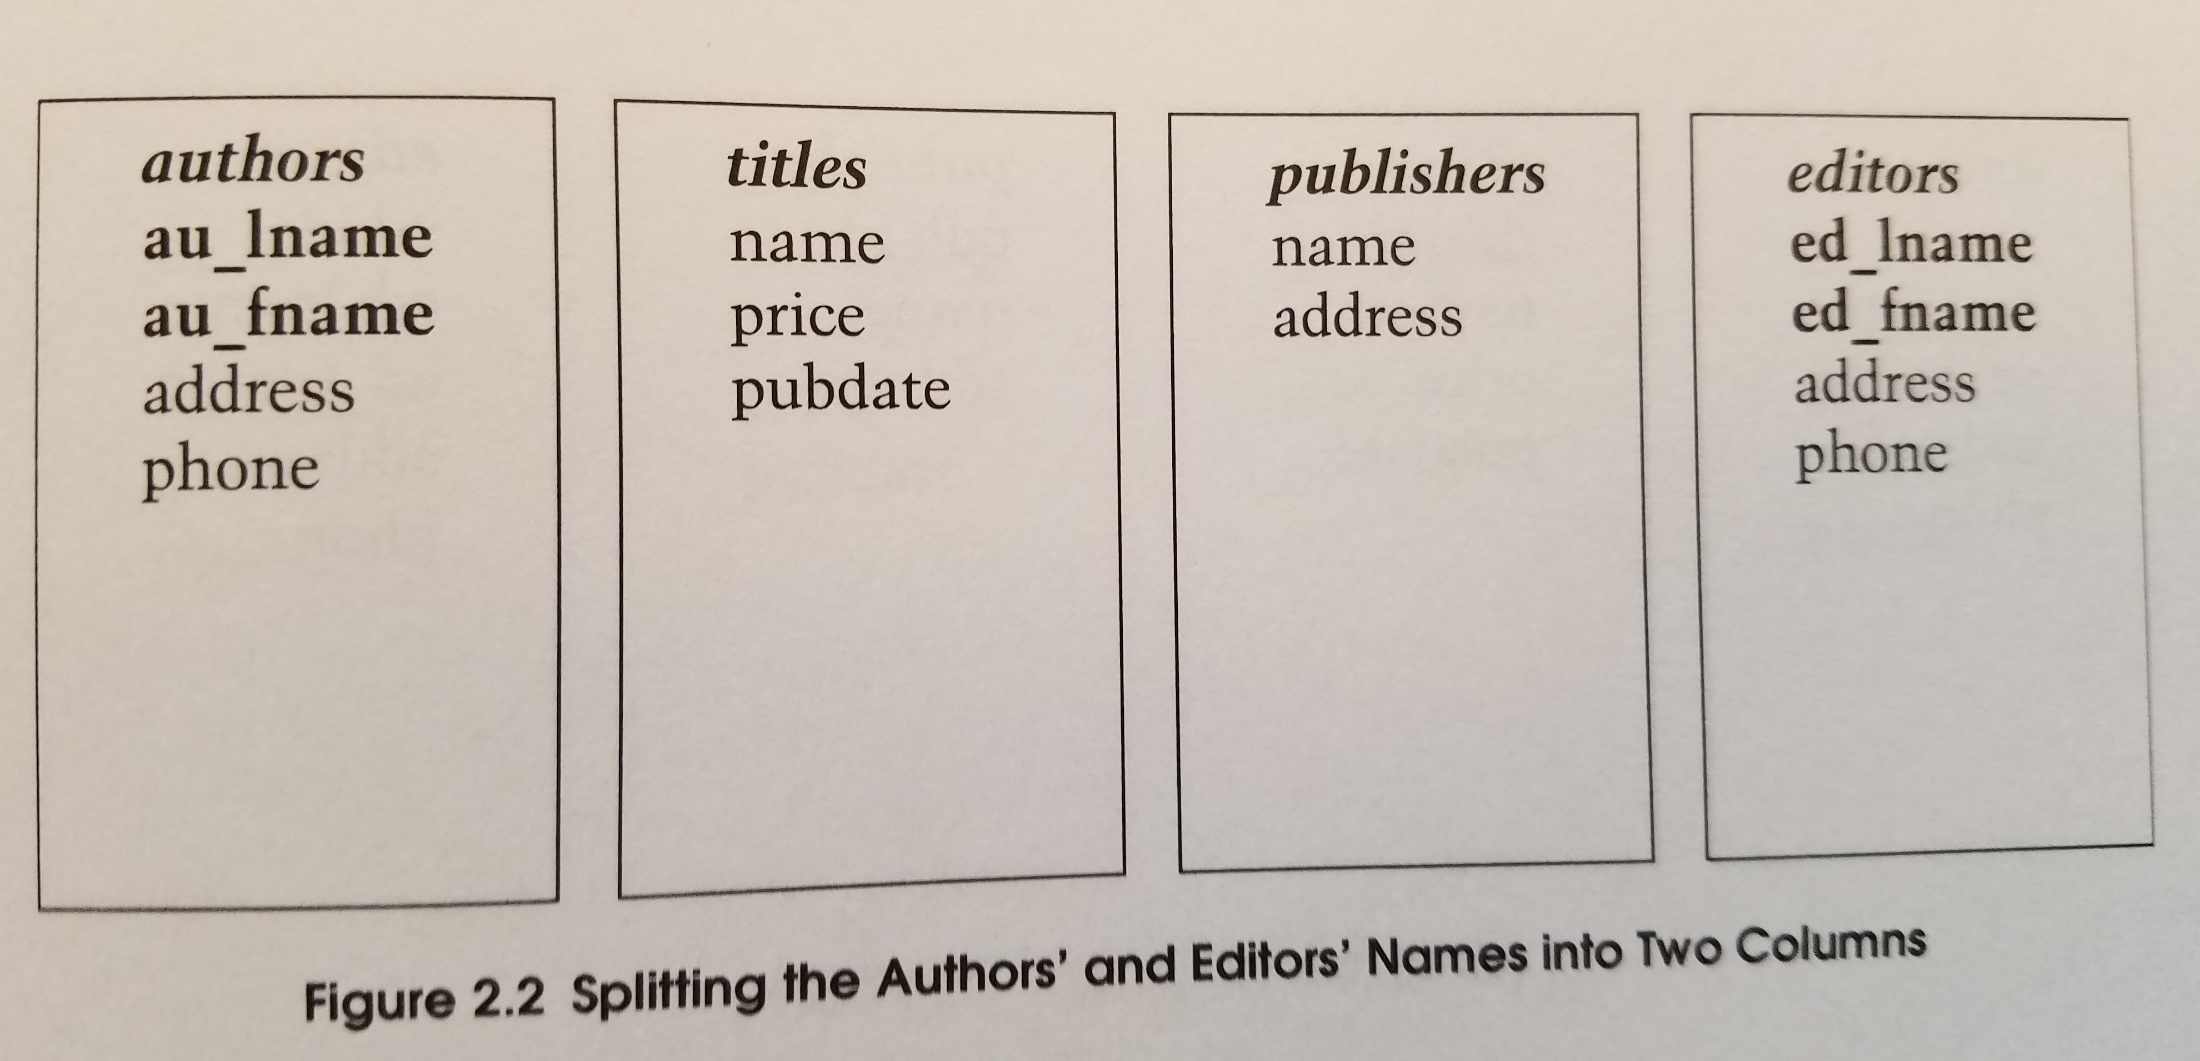 authors
au_lname
au_fname
address
phone
titles
name
price
pubdate
publishers
name
address
editors
ed_lname
ed_fname
address
phone
Figure 2.2 Splitting the Authors’ and Editors’ Names into Two Columns